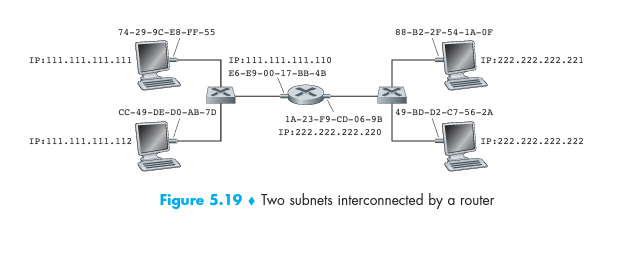 74-29-9C-E8-FF-55
88-B2-2F-54-1A-0F
IP:111.111.111.111
IP:111.111.111.110
IP:222.222.222.221
E6-E9-00-17-BB-4B
CC-49-DE-D0-AB-7D
1A-23-F9-CD-06-9B
49-BD-D2-C7-56-2A
IP:222.222.222.220
IP:111.111.111.112
IP:222.222.222.222
Figure 5.19 ♦ Two subnets interconnected by a router